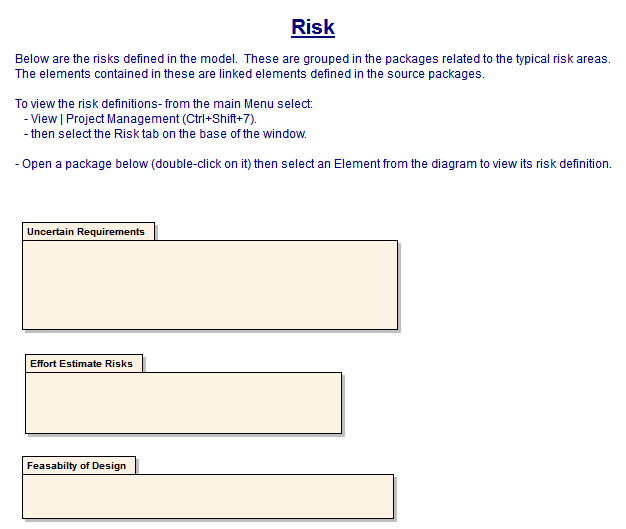 Risk
Below are the risks defined in the model.  These are grouped in the packages related to the typical risk areas.
The elements contained in these are linked elements defined in the source packages.
To view the risk definitions- from the main Menu select:
- View | Project Management (Ctrl+Shift+7).
- then select the Risk tab on the base of the window.
- Open a package below (double-click on it) then select an Element from the diagram to view its risk definition.
Uncertain Requirements
Effort Estimate Risks
Feasabilty of Design